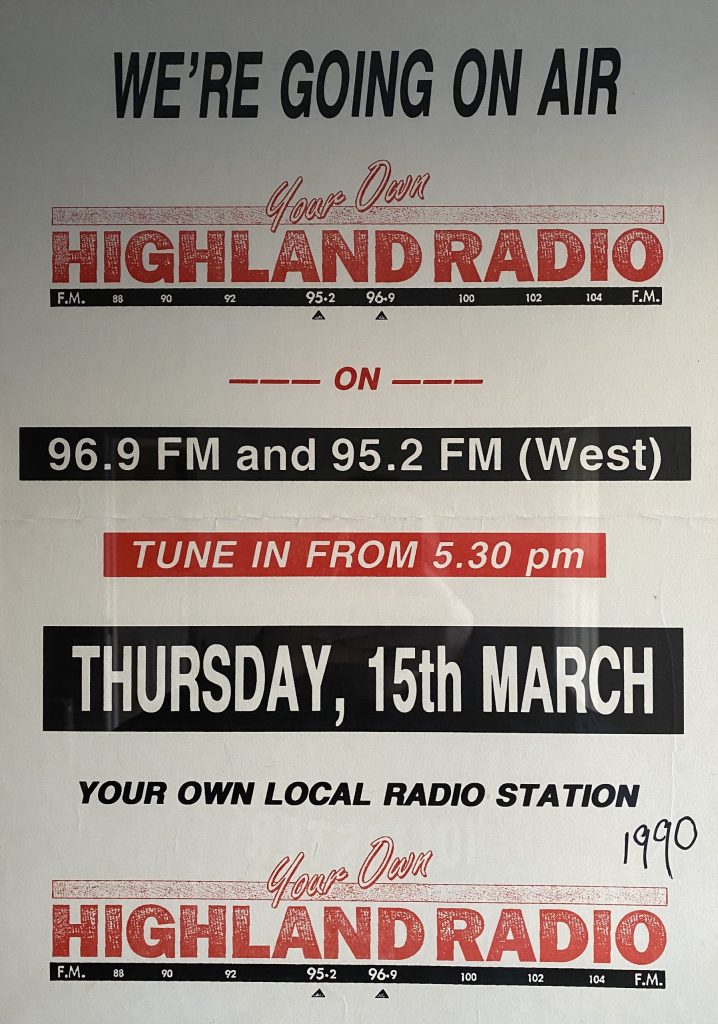 WE'RE GOING ON AIR
Your Own
HIGHLAND RADIO
F.M. 88 90 92 95•2 96•9 100 102 104 F.M.
——— ON ———
96.9 FM and 95.2 FM (West)
TUNE IN FROM 5.30 pm
THURSDAY, 15th MARCH
YOUR OWN LOCAL RADIO STATION
1990
Your Own
HIGHLAND RADIO
F.M. 88 90 92 95•2 96•9 100 102 104 F.M.